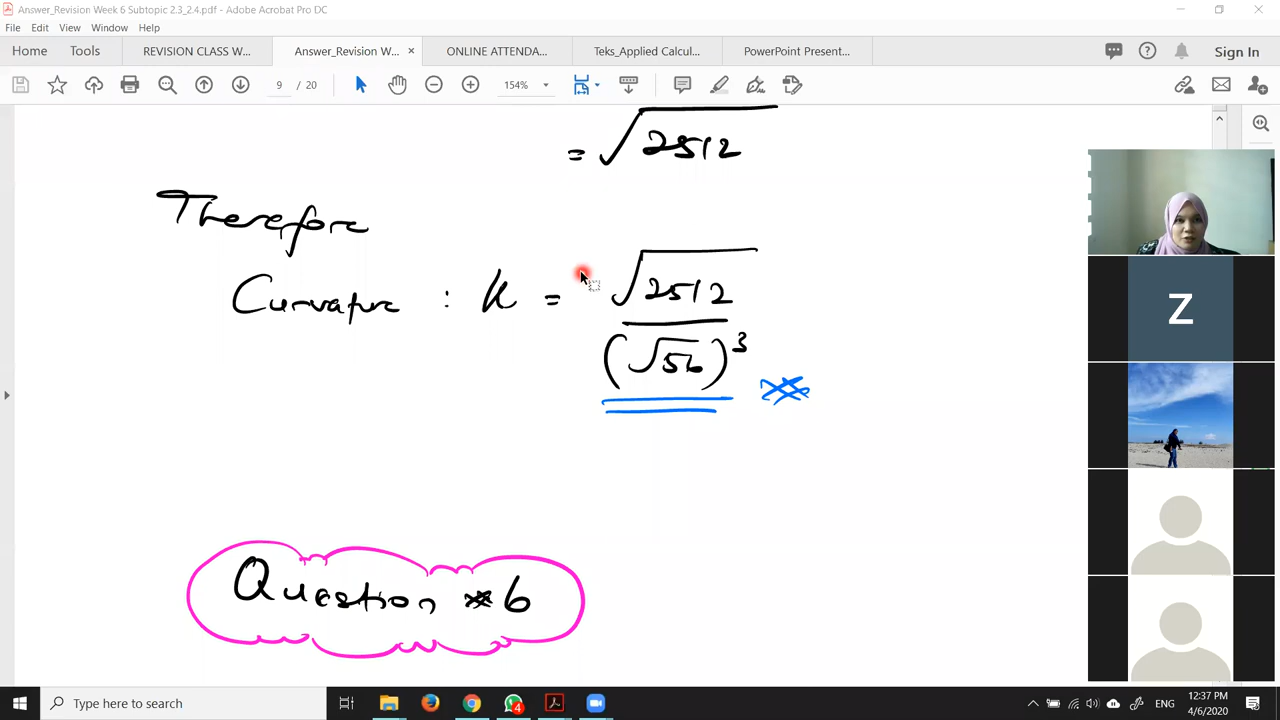 Answer_Revision Week 6 Subtopic 2.3_2.4.pdf - Adobe Acrobat Pro DC
File Edit View Window Help
Home Tools REVISION CLASS W... Answer_Revision W... × ONLINE ATTENDA... Teks_Applied Calcul... PowerPoint Present... Sign In
9 / 20 154%
= √2512
Therefore
Curvature : K = √2512
(√56)³
Question * 6
Z
Type here to search
4
ENG
12:37 PM
4/6/2020